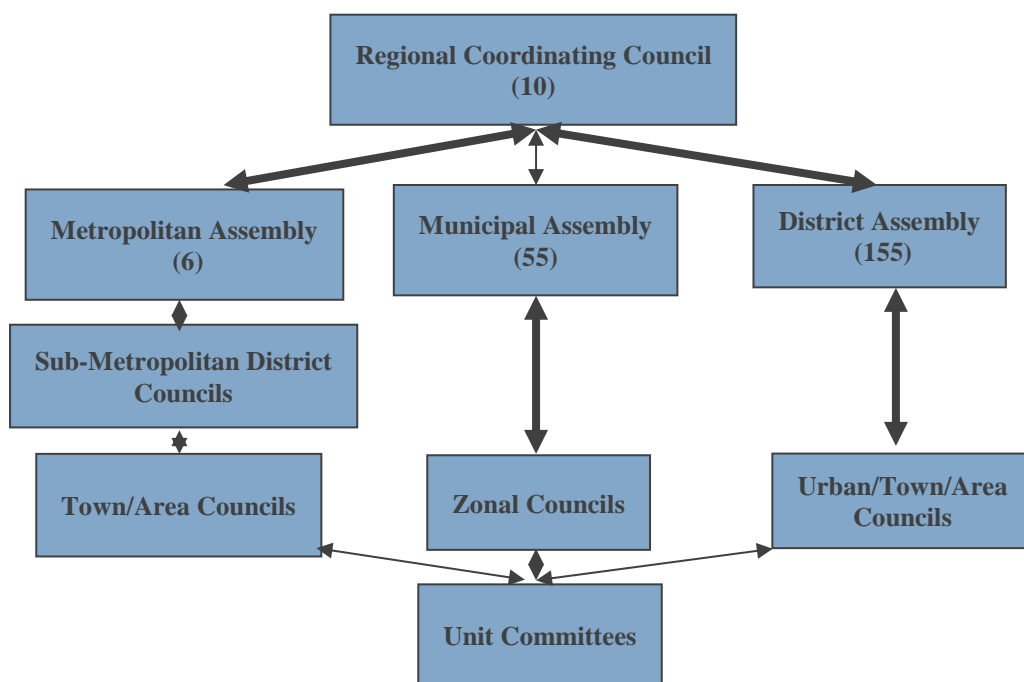 Regional Coordinating Council
(10)
Metropolitan Assembly
(6)
Municipal Assembly
(55)
District Assembly
(155)
Sub-Metropolitan District
Councils
Town/Area Councils
Zonal Councils
Urban/Town/Area
Councils
Unit Committees